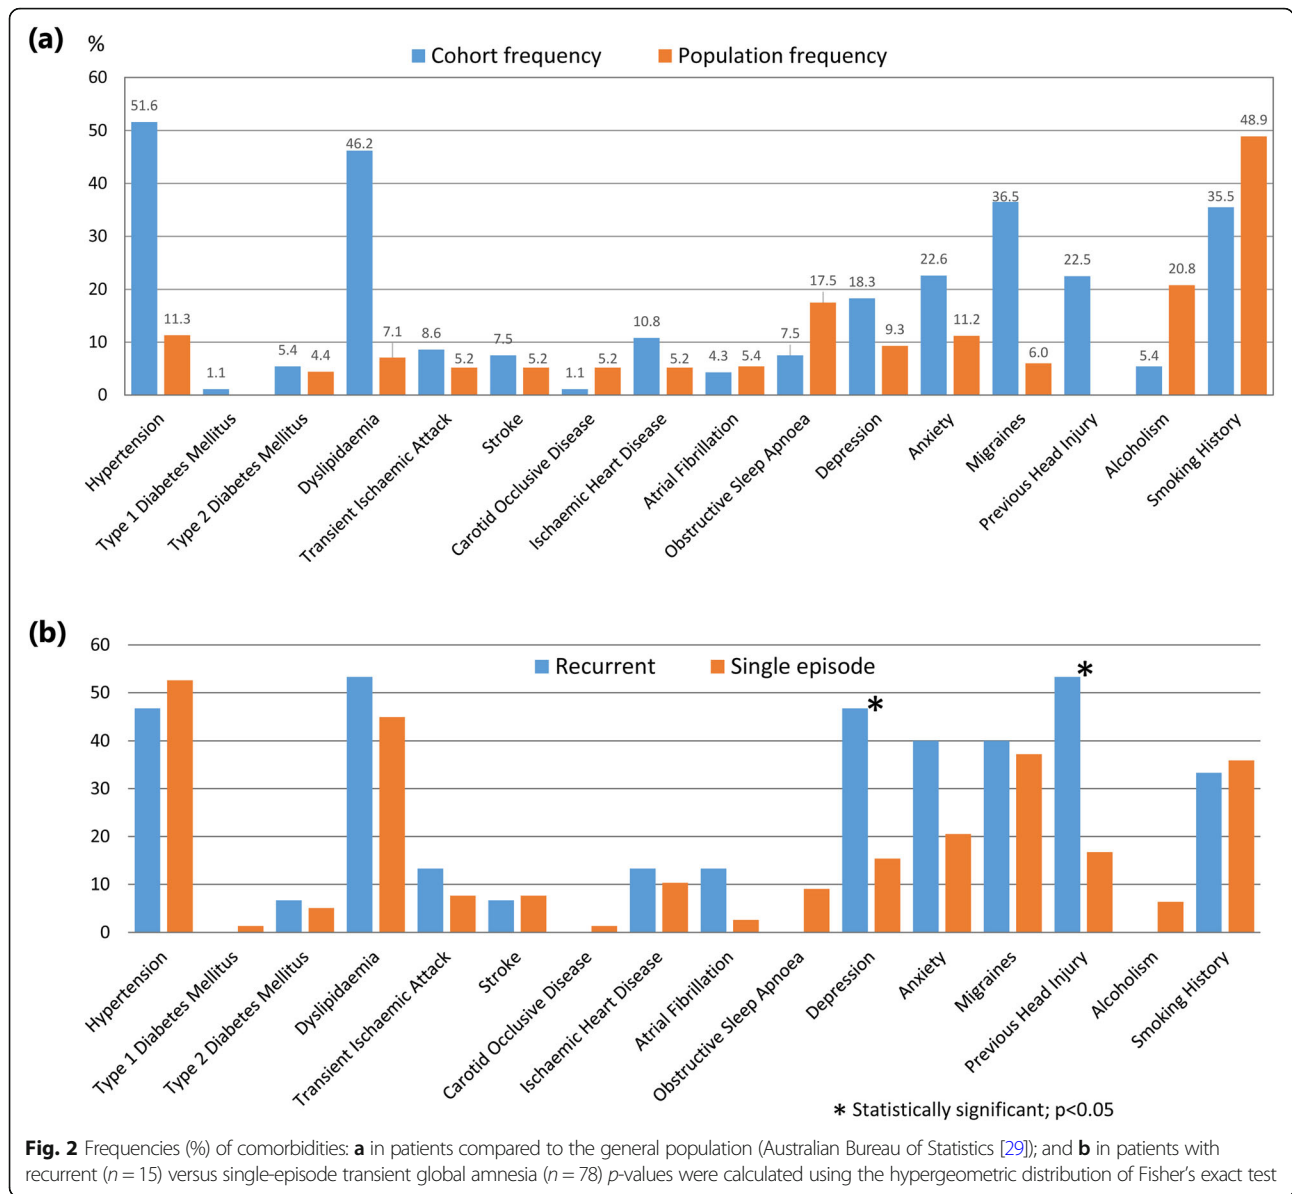 (a)
%
Cohort frequency Population frequency
60
50
40
30
20
10
0
51.6
11.3
1.1
5.4
4.4
46.2
7.1
8.6
5.2
7.5
5.2
1.1
5.2
10.8
5.2
4.3
5.4
7.5
17.5
18.3
9.3
22.6
11.2
36.5
6.0
22.5
5.4
20.8
35.5
48.9
Hypertension
Type 1 Diabetes Mellitus
Type 2 Diabetes Mellitus
Dyslipidaemia
Transient Ischaemic Attack
Stroke
Carotid Occlusive Disease
Ischaemic Heart Disease
Atrial Fibrillation
Obstructive Sleep Apnoea
Depression
Anxiety
Migraines
Previous Head Injury
Alcoholism
Smoking History
(b)
Recurrent Single episode
60
50
40
30
20
10
0
*
*
Hypertension
Type 1 Diabetes Mellitus
Type 2 Diabetes Mellitus
Dyslipidaemia
Transient Ischaemic Attack
Stroke
Carotid Occlusive Disease
Ischaemic Heart Disease
Atrial Fibrillation
Obstructive Sleep Apnoea
Depression
Anxiety
Migraines
Previous Head Injury
Alcoholism
Smoking History
* Statistically significant; p<0.05
Fig. 2 Frequencies (%) of comorbidities: a in patients compared to the general population (Australian Bureau of Statistics [29]); and b in patients with
recurrent (n = 15) versus single-episode transient global amnesia (n = 78) p-values were calculated using the hypergeometric distribution of Fisher's exact test